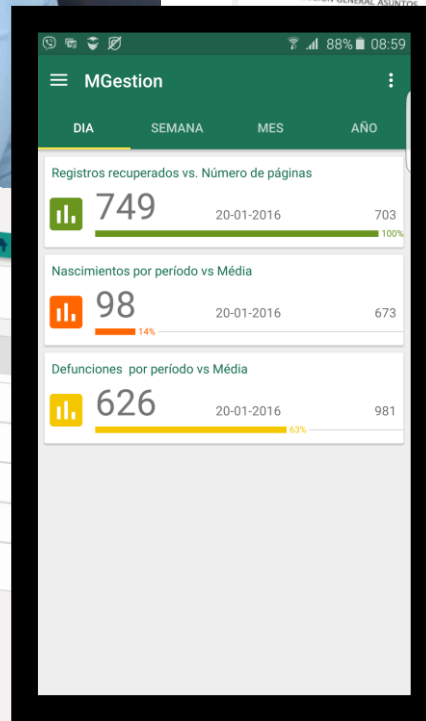 GENERAL ASUNTOS
88% 08:59
MGestion
DIA SEMANA MES AÑO
Registros recuperados vs. Número de páginas
749 20-01-2016 703
100%
Nascimientos por período vs Média
98 20-01-2016 673
14%
Defunciones por período vs Média
626 20-01-2016 981
63%